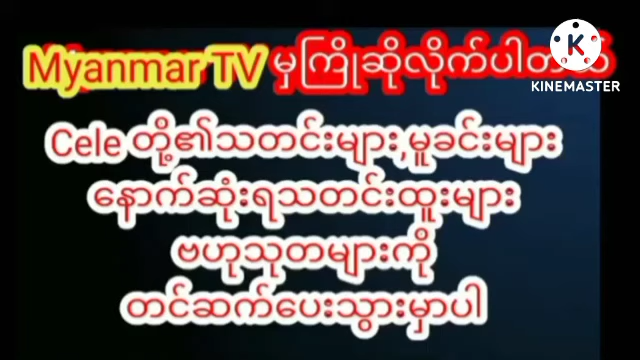 Myanmar TV မှကြိုဆိုလိုက်ပါတယ်
KINEMASTER
Cele တို့၏သတင်းများ,မူခင်းများ
နောက်ဆုံးရသတင်းထူးများ
ဗဟုသုတများကို
တင်ဆက်ပေးသွားမှာပါ